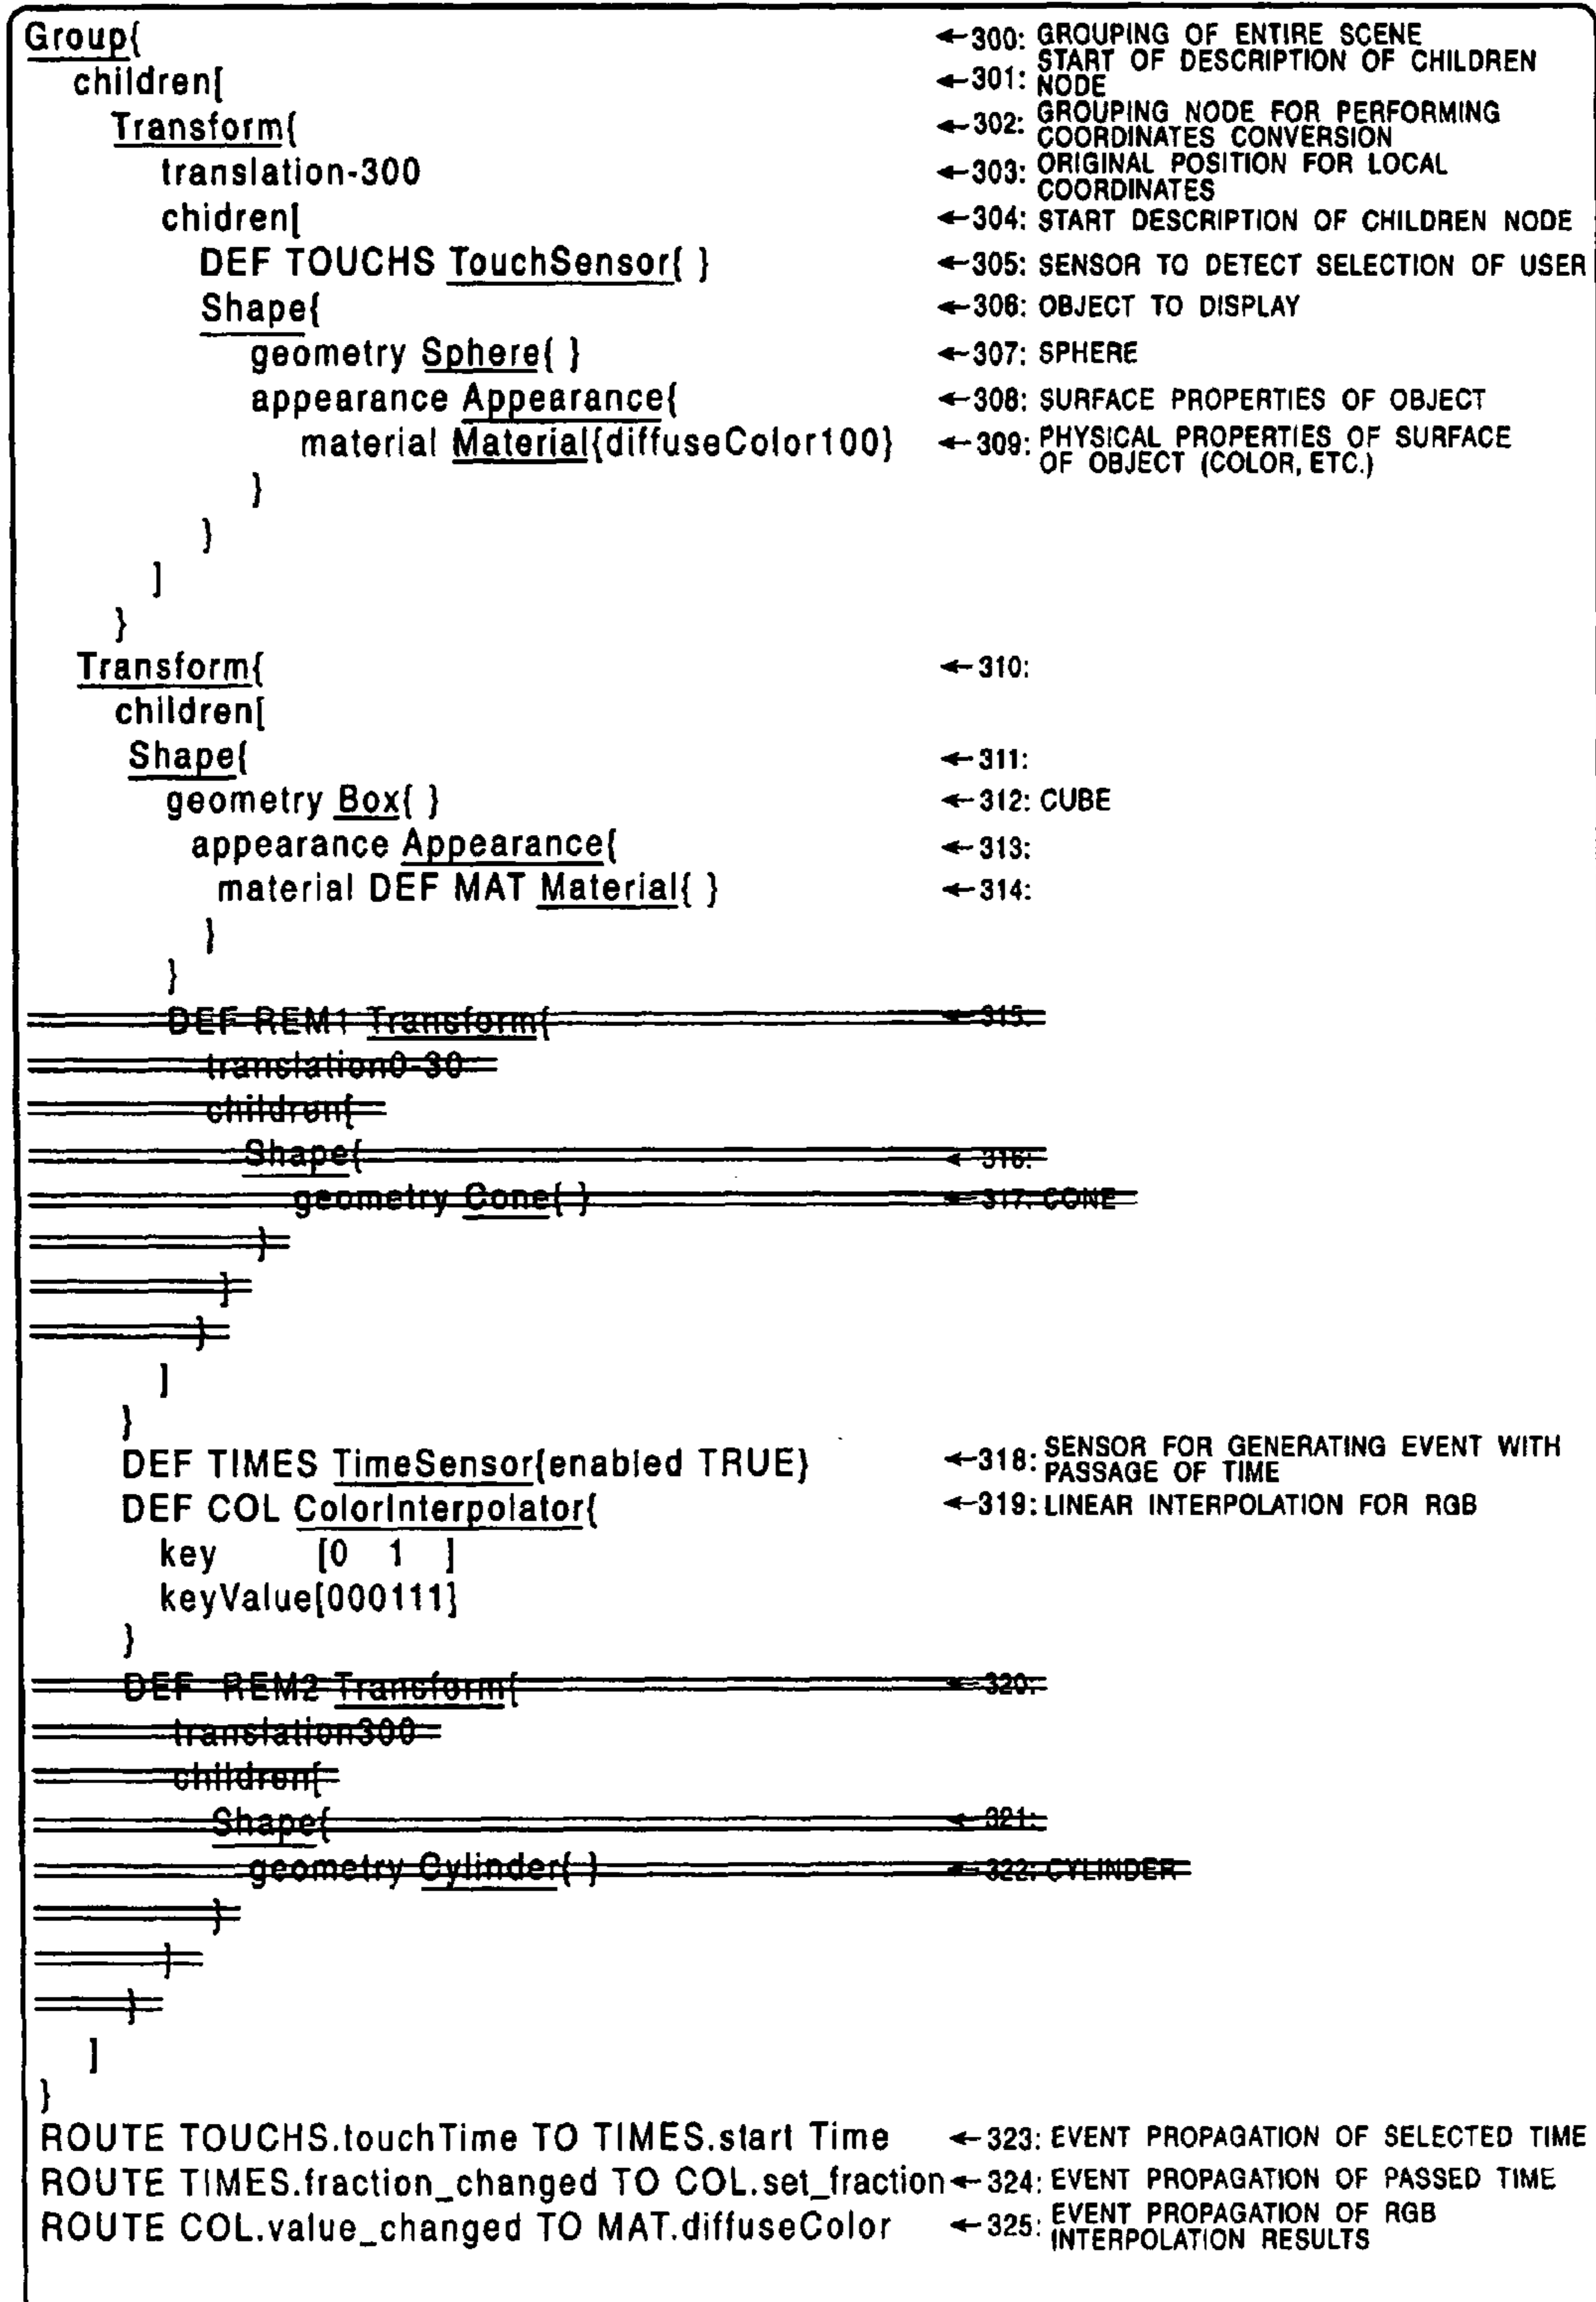 Group{ ←300: GROUPING OF ENTIRE SCENE
children[ ←301: START OF DESCRIPTION OF CHILDREN
NODE
Transform{ ←302: GROUPING NODE FOR PERFORMING
COORDINATES CONVERSION
translation-300 ←303: ORIGINAL POSITION FOR LOCAL
COORDINATES
chidren[ ←304: START DESCRIPTION OF CHILDREN NODE
DEF TOUCHS TouchSensor{ } ←305: SENSOR TO DETECT SELECTION OF USER
Shape{ ←306: OBJECT TO DISPLAY
geometry Sphere{ } ←307: SPHERE
appearance Appearance{ ←308: SURFACE PROPERTIES OF OBJECT
material Material{diffuseColor100} ←309: PHYSICAL PROPERTIES OF SURFACE
OF OBJECT (COLOR, ETC.)
}
}
]
}
Transform{ ←310:
children[
Shape{ ←311:
geometry Box{ } ←312: CUBE
appearance Appearance{ ←313:
material DEF MAT Material{ } ←314:
}
}
DEF REM1 Transform{ ←315:
translation0-30
children[
Shape{ ←316:
geometry Cone{ } ←317: CONE
}
]
}
]
}
DEF TIMES TimeSensor{enabled TRUE} ←318: SENSOR FOR GENERATING EVENT WITH
PASSAGE OF TIME
DEF COL ColorInterpolator{ ←319: LINEAR INTERPOLATION FOR RGB
key [0 1 ]
keyValue[000111]
}
DEF REM2 Transform{ ←320:
translation300
children[
Shape{ ←321:
geometry Cylinder{ } ←322: CYLINDER
}
]
}
]
}
ROUTE TOUCHS.touchTime TO TIMES.start Time ←323: EVENT PROPAGATION OF SELECTED TIME
ROUTE TIMES.fraction_changed TO COL.set_fraction ←324: EVENT PROPAGATION OF PASSED TIME
ROUTE COL.value_changed TO MAT.diffuseColor ←325: EVENT PROPAGATION OF RGB
INTERPOLATION RESULTS